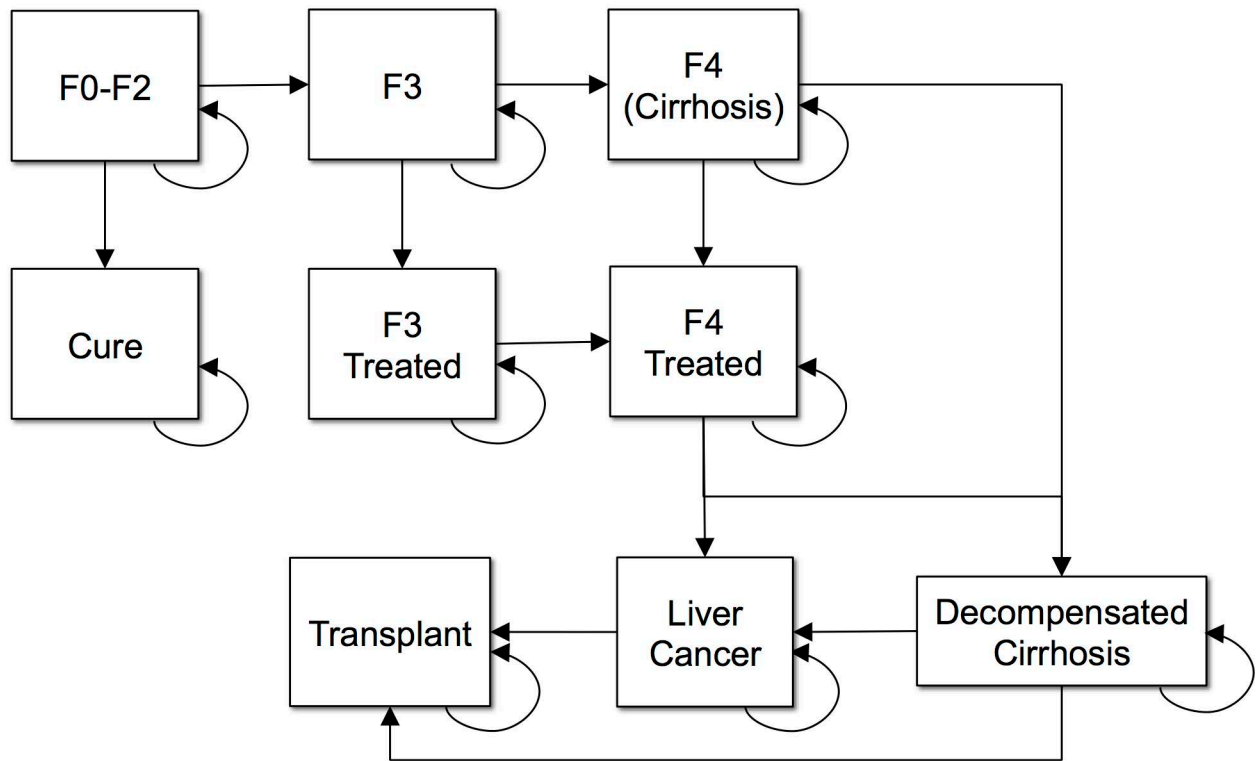 F0-F2
F3
F4
(Cirrhosis)
Cure
F3
Treated
F4
Treated
Transplant
Liver
Cancer
Decompensated
Cirrhosis